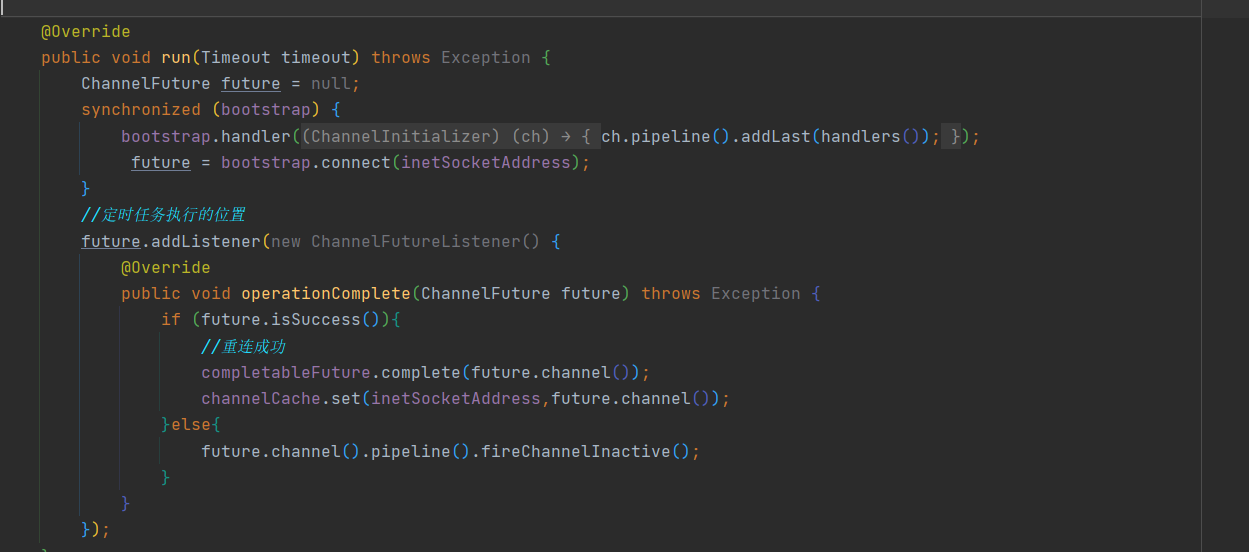 @Override
public void run(Timeout timeout) throws Exception {
ChannelFuture future = null;
synchronized (bootstrap) {
bootstrap.handler((ChannelInitializer) (ch) → { ch.pipeline().addLast(handlers()); });
future = bootstrap.connect(inetSocketAddress);
}
//定时任务执行的位置
future.addListener(new ChannelFutureListener() {
@Override
public void operationComplete(ChannelFuture future) throws Exception {
if (future.isSuccess()){
//重连成功
completableFuture.complete(future.channel());
channelCache.set(inetSocketAddress,future.channel());
}else{
future.channel().pipeline().fireChannelInactive();
}
}
});